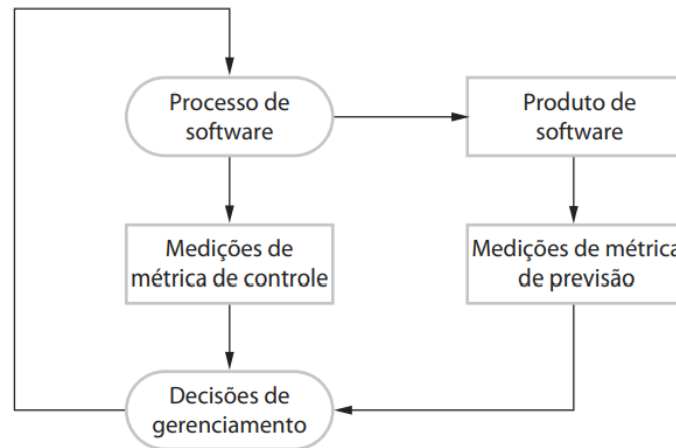 Processo de
software
Produto de
software
Medições de
métrica de controle
Medições de métrica
de previsão
Decisões de
gerenciamento